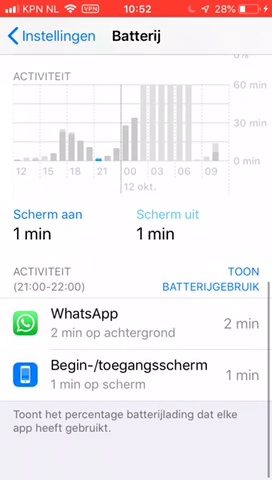 KPN NL VPN 10:52 28%
Instellingen Batterij
0%
ACTIVITEIT
60 min
30 min
0 min
12 15 18 21 00 03 06 09
12 okt.
Scherm aan Scherm uit
1 min 1 min
ACTIVITEIT TOON
(21:00-22:00) BATTERIJGEBRUIK
WhatsApp
2 min op achtergrond 2 min
Begin-/toegangsscherm
1 min op scherm 1 min
Toont het percentage batterijlading dat elke
app heeft gebruikt.